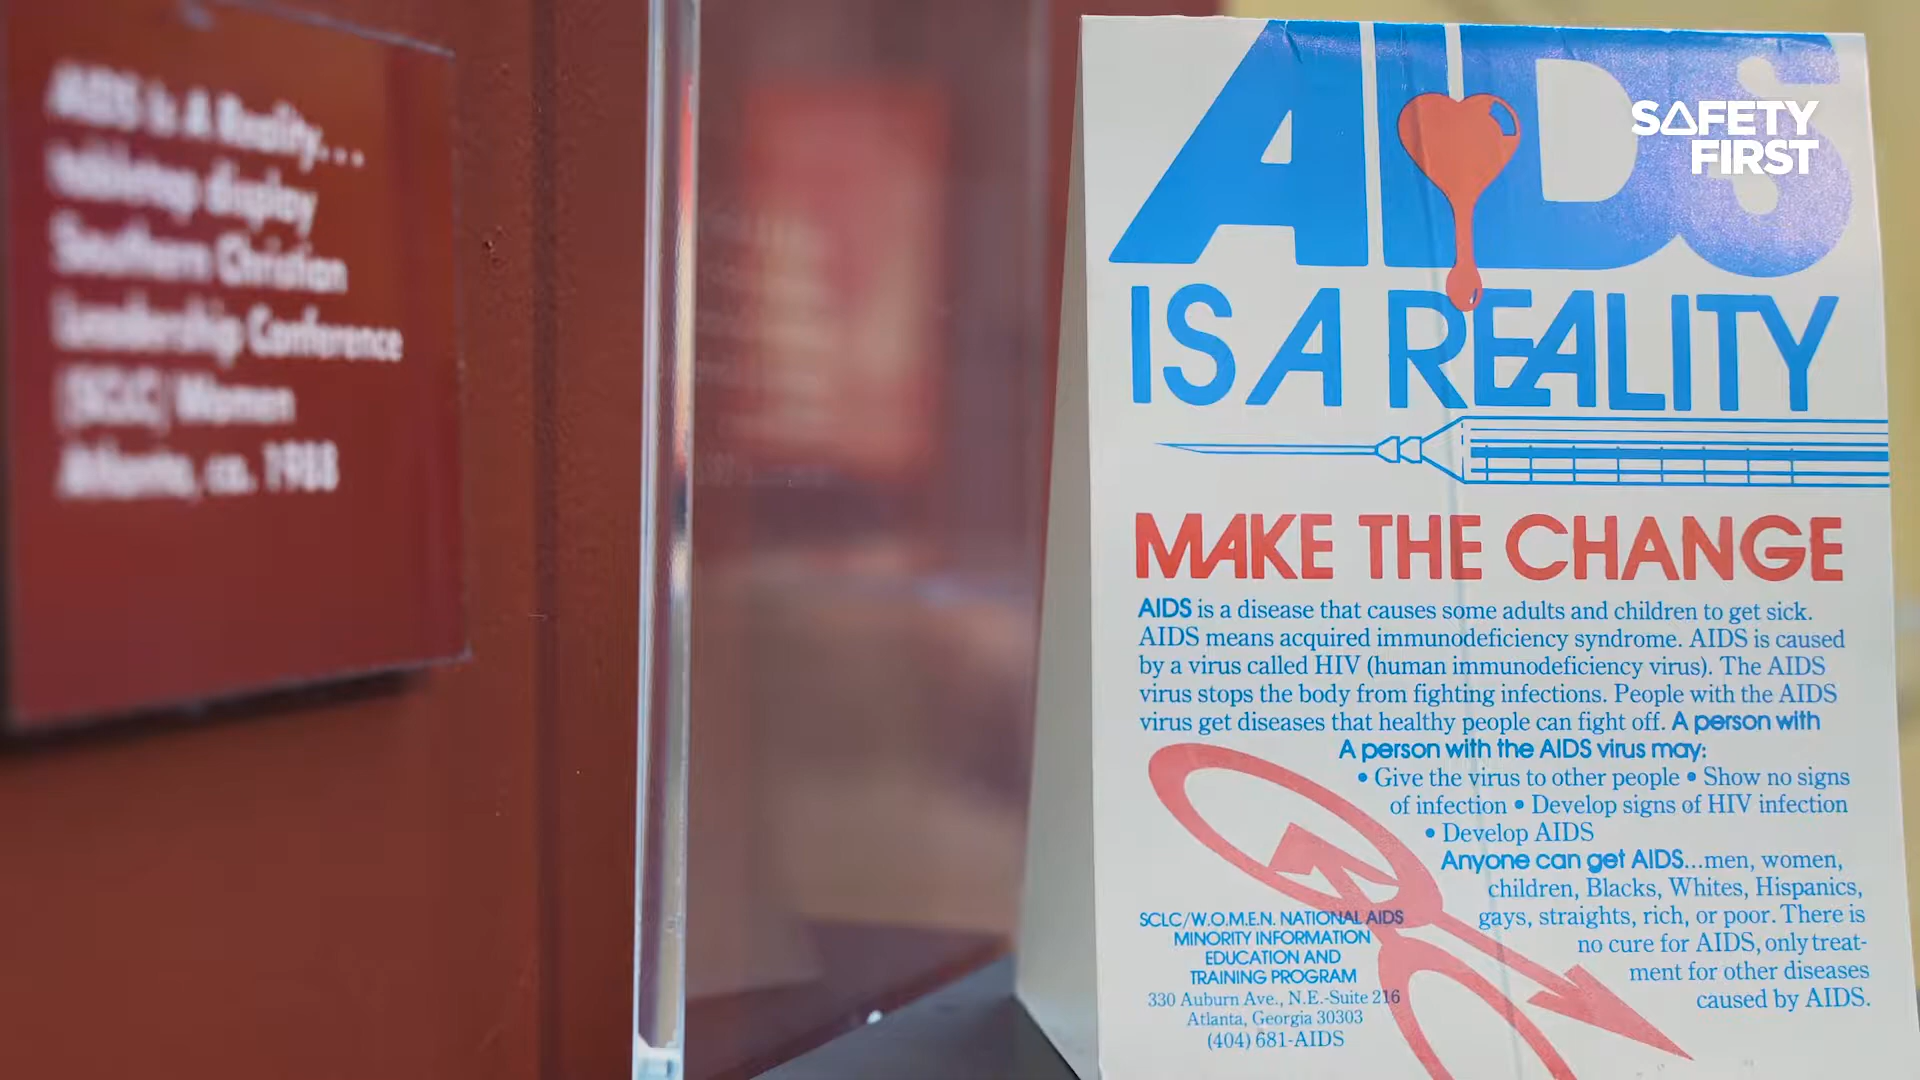 AIDS Is A Reality...
tabletop display
Southern Christian
Leadership Conference
(SCLC) Women
Atlanta, ca. 1988
SAFETY
FIRST
AIDS
IS A REALITY
MAKE THE CHANGE
AIDS is a disease that causes some adults and children to get sick.
AIDS means acquired immunodeficiency syndrome. AIDS is caused
by a virus called HIV (human immunodeficiency virus). The AIDS
virus stops the body from fighting infections. People with the AIDS
virus get diseases that healthy people can fight off. A person with
A person with the AIDS virus may:
• Give the virus to other people • Show no signs
of infection • Develop signs of HIV infection
• Develop AIDS
Anyone can get AIDS...men, women,
children, Blacks, Whites, Hispanics,
gays, straights, rich, or poor. There is
no cure for AIDS, only treat-
ment for other diseases
caused by AIDS.
SCLC/W.O.M.E.N. NATIONAL AIDS
MINORITY INFORMATION
EDUCATION AND
TRAINING PROGRAM
330 Auburn Ave., N.E.-Suite 216
Atlanta, Georgia 30303
(404) 681-AIDS